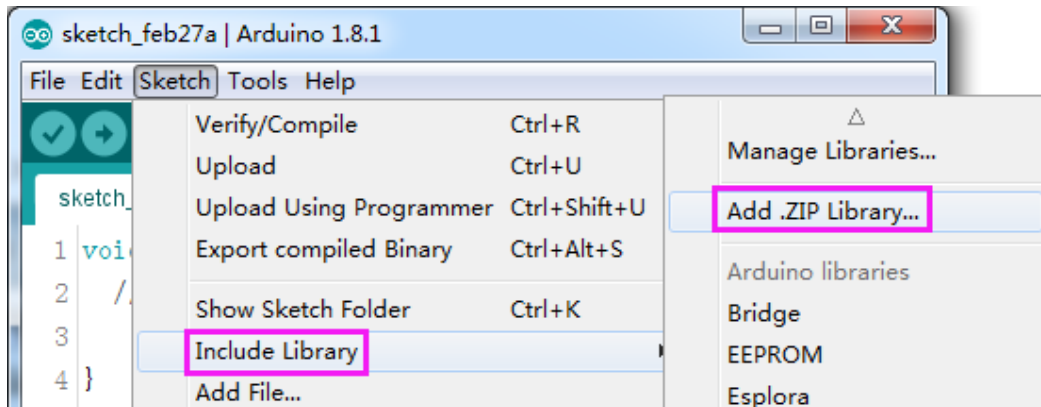 sketch_feb27a | Arduino 1.8.1
File Edit Sketch Tools Help
Verify/Compile Ctrl+R
Upload Ctrl+U
Upload Using Programmer Ctrl+Shift+U
Export compiled Binary Ctrl+Alt+S
Show Sketch Folder Ctrl+K
Include Library
Add File...
Manage Libraries...
Add .ZIP Library...
Arduino libraries
Bridge
EEPROM
Esplora
sketch_
1 voi
2 //
3
4 }